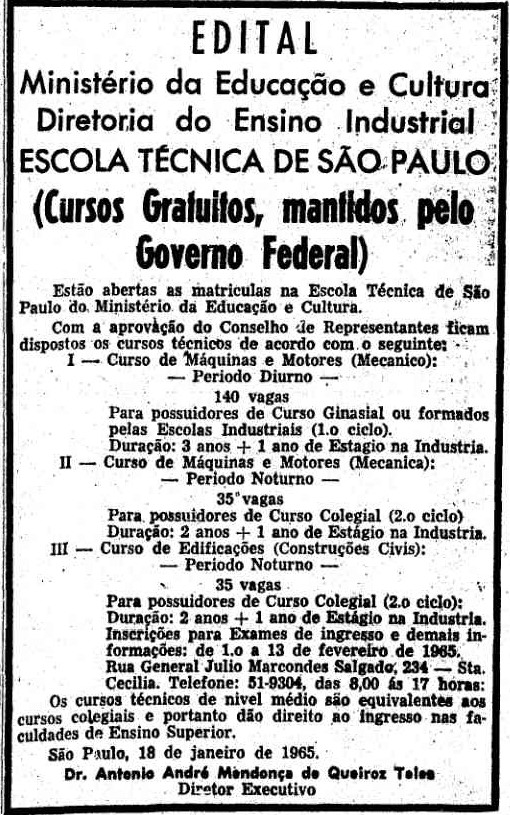 EDITAL
Ministério da Educação e Cultura
Diretoria do Ensino Industrial
ESCOLA TÉCNICA DE SÃO PAULO
(Cursos Gratuitos, mantidos pelo
Governo Federal)
Estão abertas as matriculas na Escola Técnica de São
Paulo do Ministério da Educação e Cultura.
Com a aprovação do Conselho de Representantes ficam
dispostos os cursos técnicos de acordo com o seguinte:
I — Curso de Máquinas e Motores (Mecanico):
— Periodo Diurno —
140 vagas
Para possuidores de Curso Ginasial ou formados
pelas Escolas Industriais (1.o ciclo).
Duração: 3 anos + 1 ano de Estagio na Industria.
II — Curso de Máquinas e Motores (Mecanica):
— Periodo Noturno —
35 vagas
Para possuidores de Curso Colegial (2.o ciclo)
Duração: 2 anos + 1 ano de Estágio na Industria.
III — Curso de Edificações (Construções Civis):
— Periodo Noturno —
35 vagas
Para possuidores de Curso Colegial (2.o ciclo):
Duração: 2 anos + 1 ano de Estágio na Industria.
Inscrições para Exames de ingresso e demais in-
formações: de 1.o a 13 de fevereiro de 1965.
Rua General Julio Marcondes Salgado, 234 — Sta.
Cecilia. Telefone: 51-9304, das 8,00 ás 17 horas:
Os cursos técnicos de nivel médio são equivalentes aos
cursos colegiais e portanto dão direito ao ingresso nas fa-
culdades de Ensino Superior.
São Paulo, 18 de janeiro de 1965.
Dr. Antonio André Mendonça de Queiroz Teles
Diretor Executivo